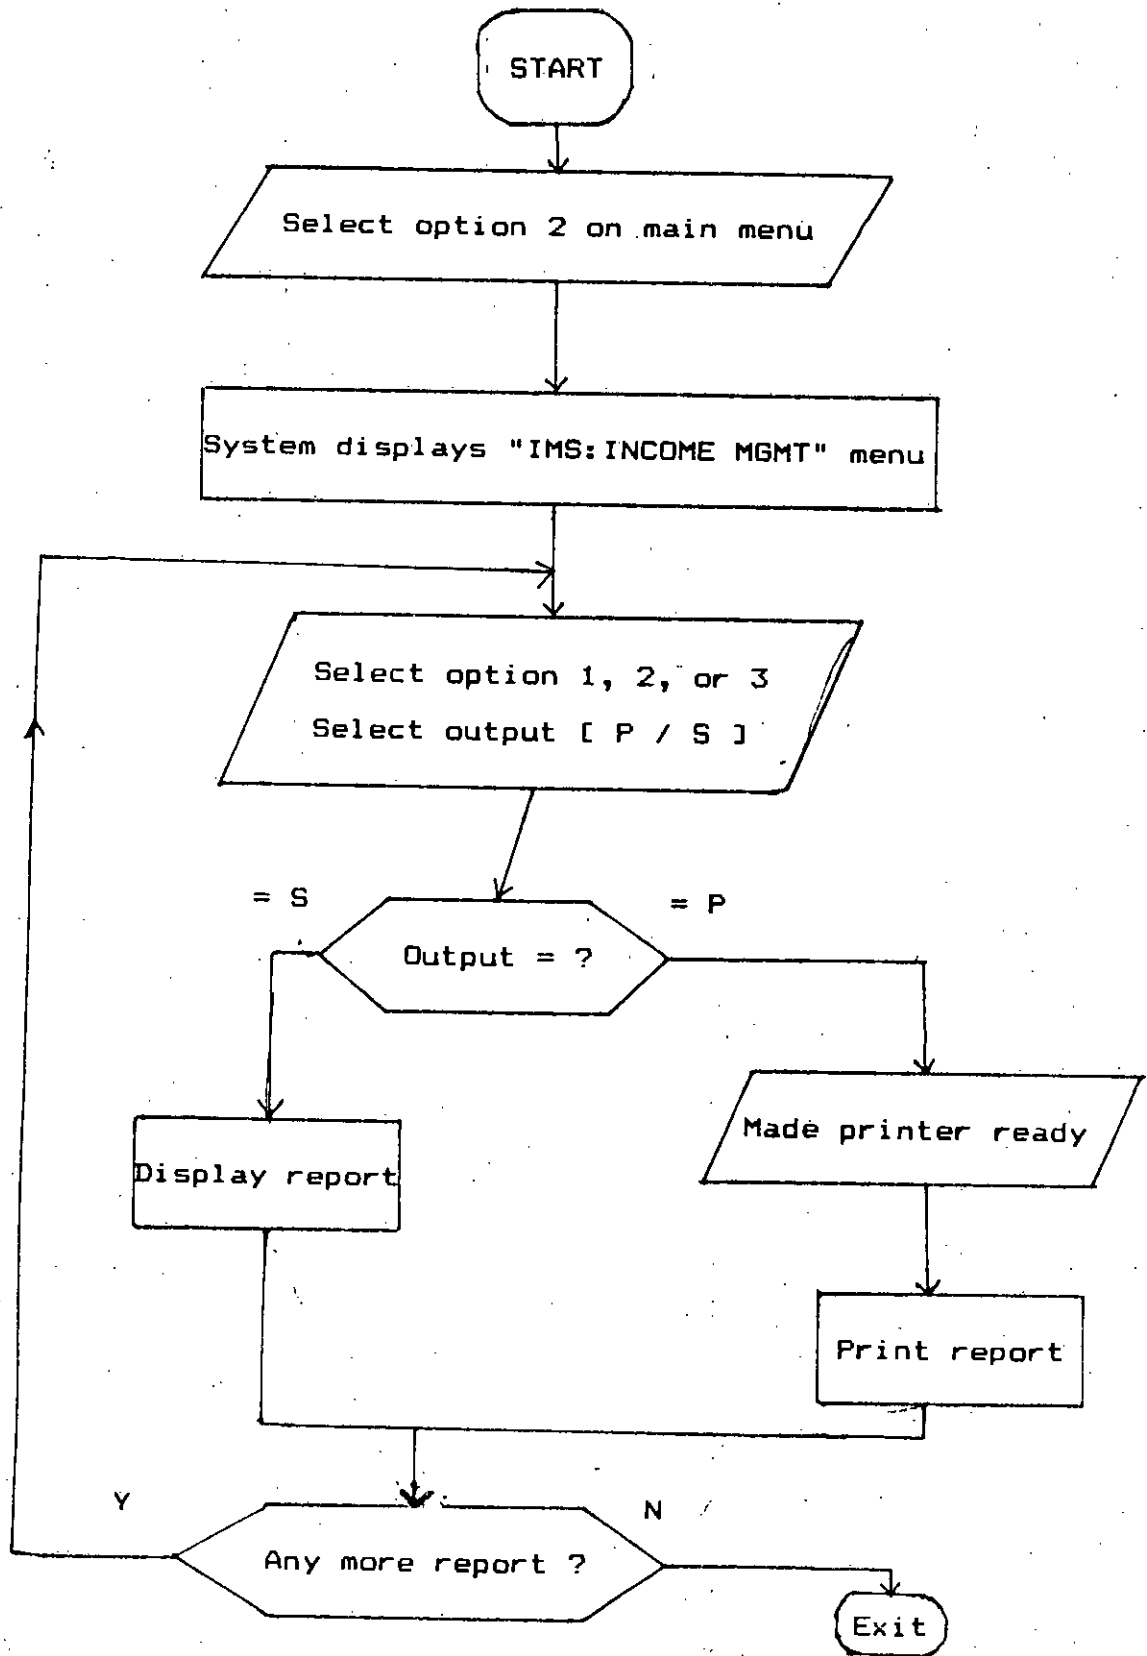 START
Select option 2 on main menu
System displays "IMS:INCOME MGMT" menu
Select option 1, 2, or 3
Select output [ P / S ]
= S
= P
Output = ?
Made printer ready
Display report
Print report
Y
N
Any more report ?
Exit